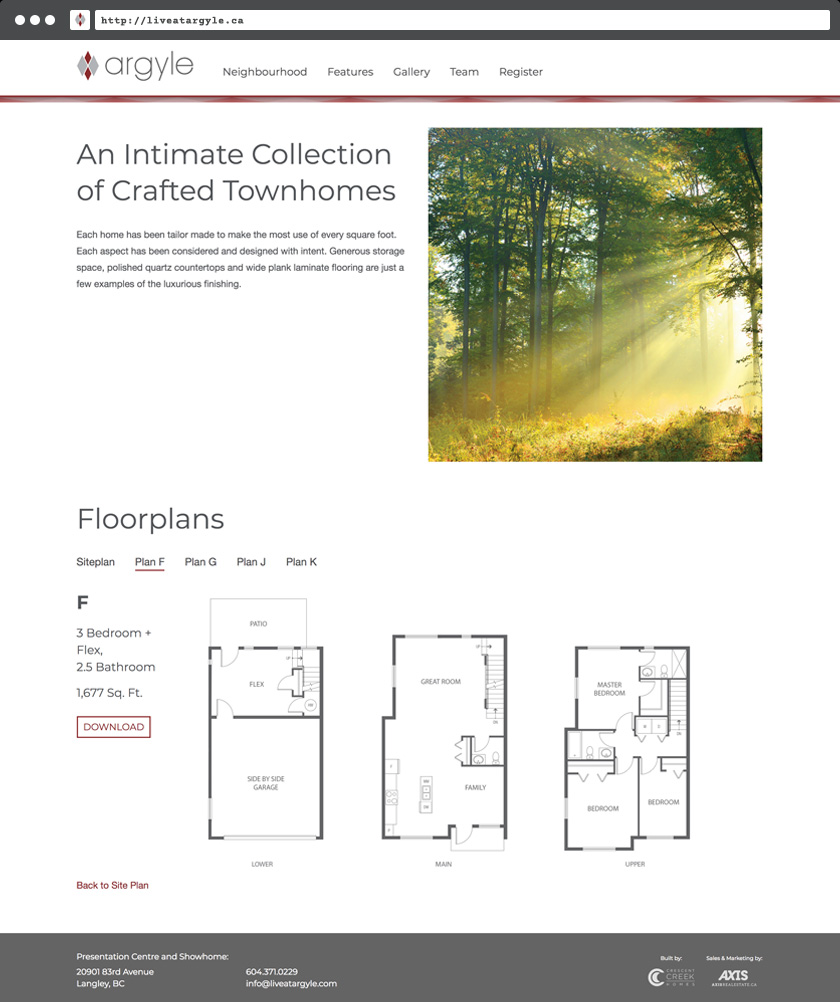 http://liveatargyle.ca
argyle
Neighbourhood Features Gallery Team Register
An Intimate Collection
of Crafted Townhomes
Each home has been tailor made to make the most use of every square foot.
Each aspect has been considered and designed with intent. Generous storage
space, polished quartz countertops and wide plank laminate flooring are just a
few examples of the luxurious finishing.
Floorplans
Siteplan Plan F Plan G Plan J Plan K
F
3 Bedroom +
Flex,
2.5 Bathroom
1,677 Sq. Ft.
DOWNLOAD
PATIO
UP
FLEX
SIDE BY SIDE
GARAGE
LOWER
UP
GREAT ROOM
DN
FAMILY
MAIN
MASTER
BEDROOM
DN
BEDROOM
BEDROOM
UPPER
Back to Site Plan
Presentation Centre and Showhome:
20901 83rd Avenue
Langley, BC
604.371.0229
info@liveatargyle.com
Built by:
CRESCENT
CREEK
HOMES
Sales & Marketing by:
AXIS
AXISREALESTATE.CA